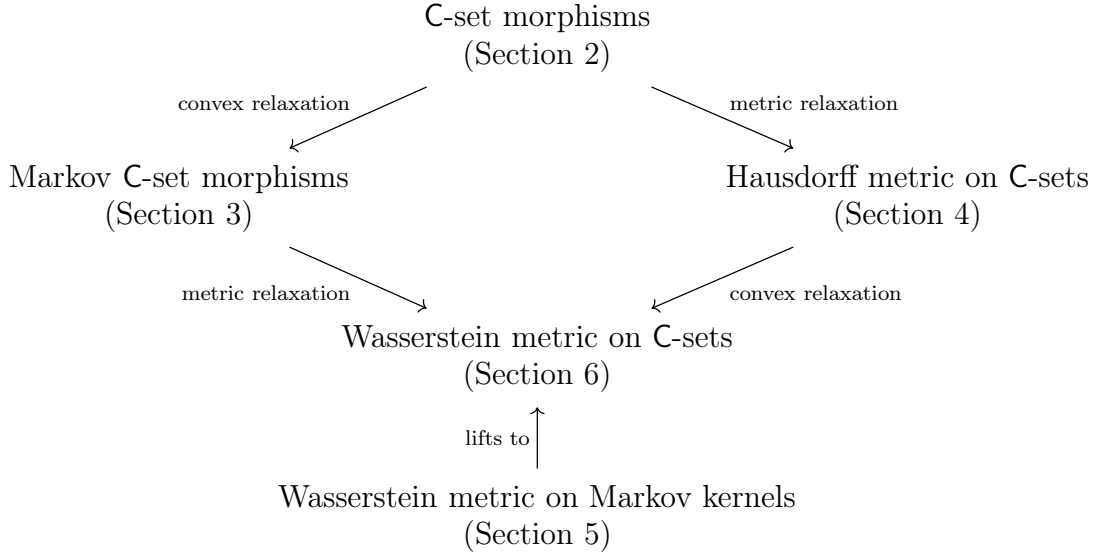 C-set morphisms
(Section 2)
convex relaxation
metric relaxation
Markov C-set morphisms
(Section 3)
Hausdorff metric on C-sets
(Section 4)
metric relaxation
convex relaxation
Wasserstein metric on C-sets
(Section 6)
lifts to
Wasserstein metric on Markov kernels
(Section 5)